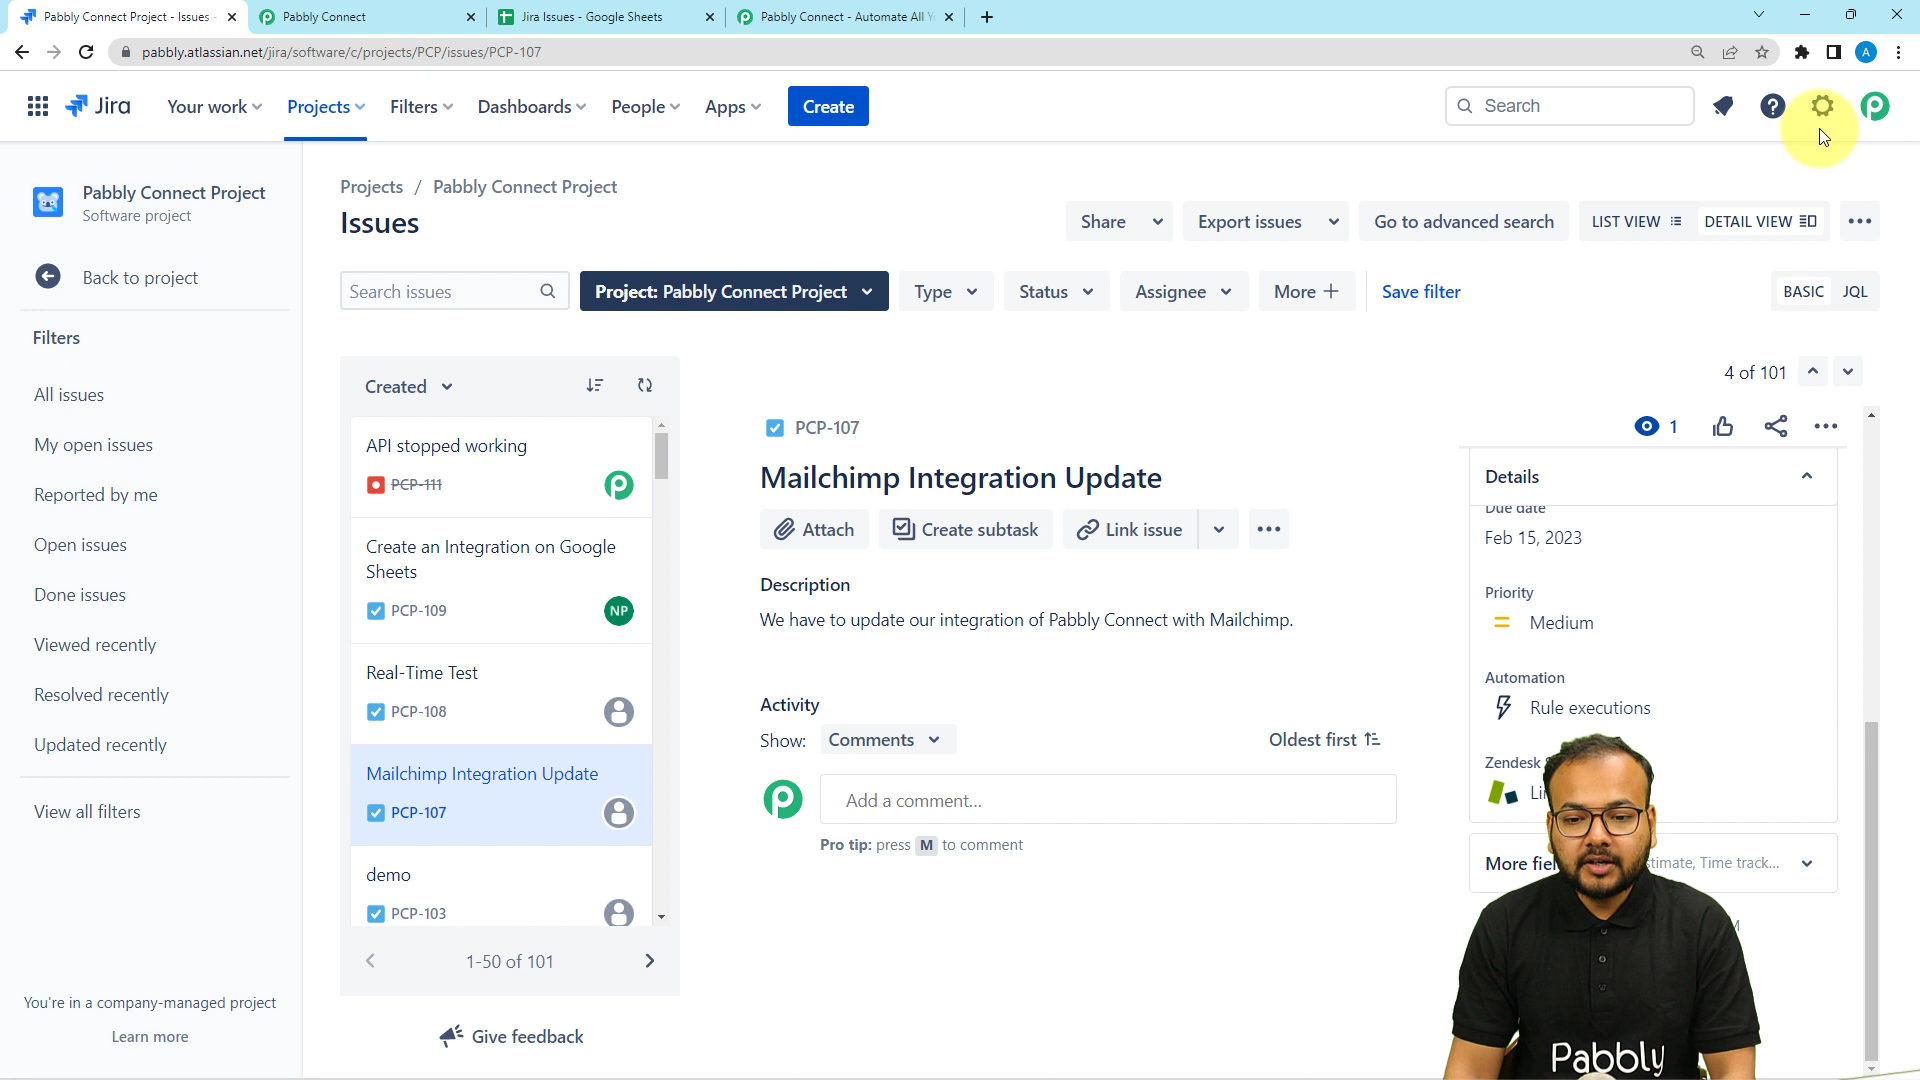 Pabbly Connect Project - Issues
Pabbly Connect
Jira Issues - Google Sheets
Pabbly Connect - Automate All
pabbly.atlassian.net/jira/software/c/projects/PCP/issues/PCP-107
A
Jira
Your work
Projects
Filters
Dashboards
People
Apps
Create
Search
Pabbly Connect Project
Software project
Back to project
Filters
All issues
My open issues
Reported by me
Open issues
Done issues
Viewed recently
Resolved recently
Updated recently
View all filters
You're in a company-managed project
Learn more
Projects / Pabbly Connect Project
Issues
Share
Export issues
Go to advanced search
LIST VIEW
DETAIL VIEW
Search issues
Project: Pabbly Connect Project
Type
Status
Assignee
More +
Save filter
BASIC
JQL
Created
API stopped working
PCP-111
Create an Integration on Google
Sheets
PCP-109
NP
Real-Time Test
PCP-108
Mailchimp Integration Update
PCP-107
demo
PCP-103
1-50 of 101
Give feedback
4 of 101
PCP-107
1
Mailchimp Integration Update
Attach
Create subtask
Link issue
Description
We have to update our integration of Pabbly Connect with Mailchimp.
Activity
Show:
Comments
Oldest first
Add a comment...
Pro tip: press M to comment
Details
Due date
Feb 15, 2023
Priority
Medium
Automation
Rule executions
Zendesk
More
Time track...
Pabbly